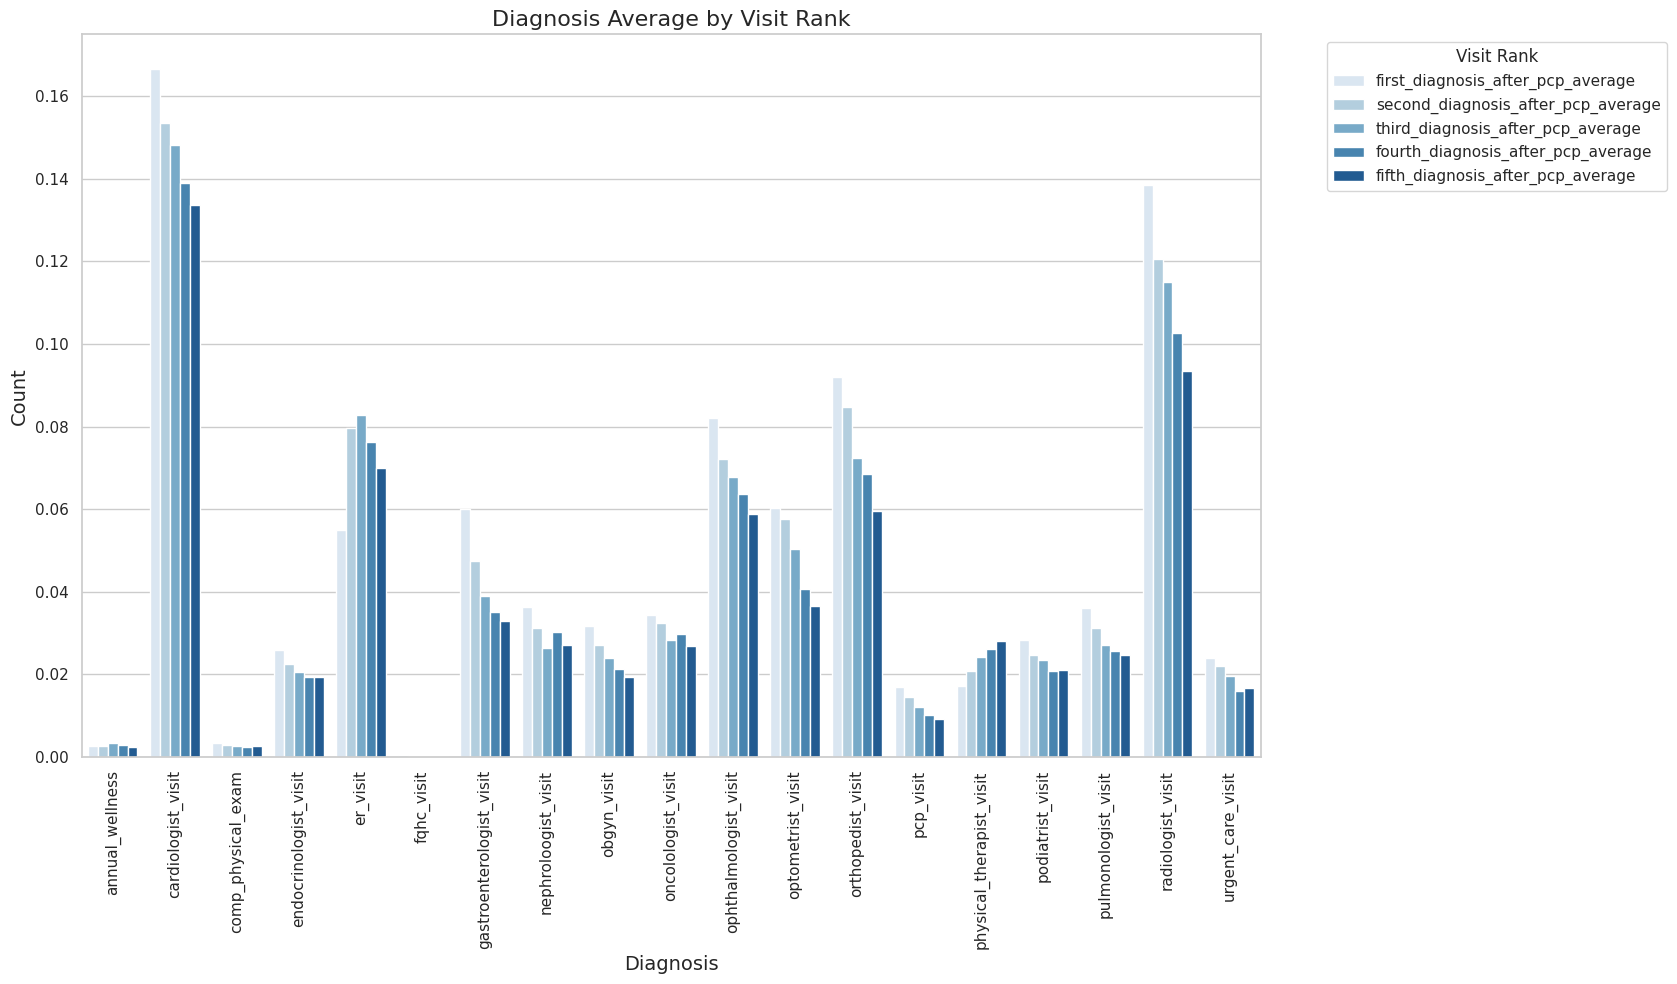 Diagnosis Average by Visit Rank
Visit Rank
first_diagnosis_after_pcp_average
second_diagnosis_after_pcp_average
third_diagnosis_after_pcp_average
fourth_diagnosis_after_pcp_average
fifth_diagnosis_after_pcp_average
Count
0.16
0.14
0.12
0.10
0.08
0.06
0.04
0.02
0.00
annual_wellness
cardiologist_visit
comp_physical_exam
endocrinologist_visit
er_visit
fqhc_visit
gastroenterologist_visit
nephroloogist_visit
obgyn_visit
oncolologist_visit
ophthalmologist_visit
optometrist_visit
orthopedist_visit
pcp_visit
physical_therapist_visit
podiatrist_visit
pulmonologist_visit
radiologist_visit
urgent_care_visit
Diagnosis